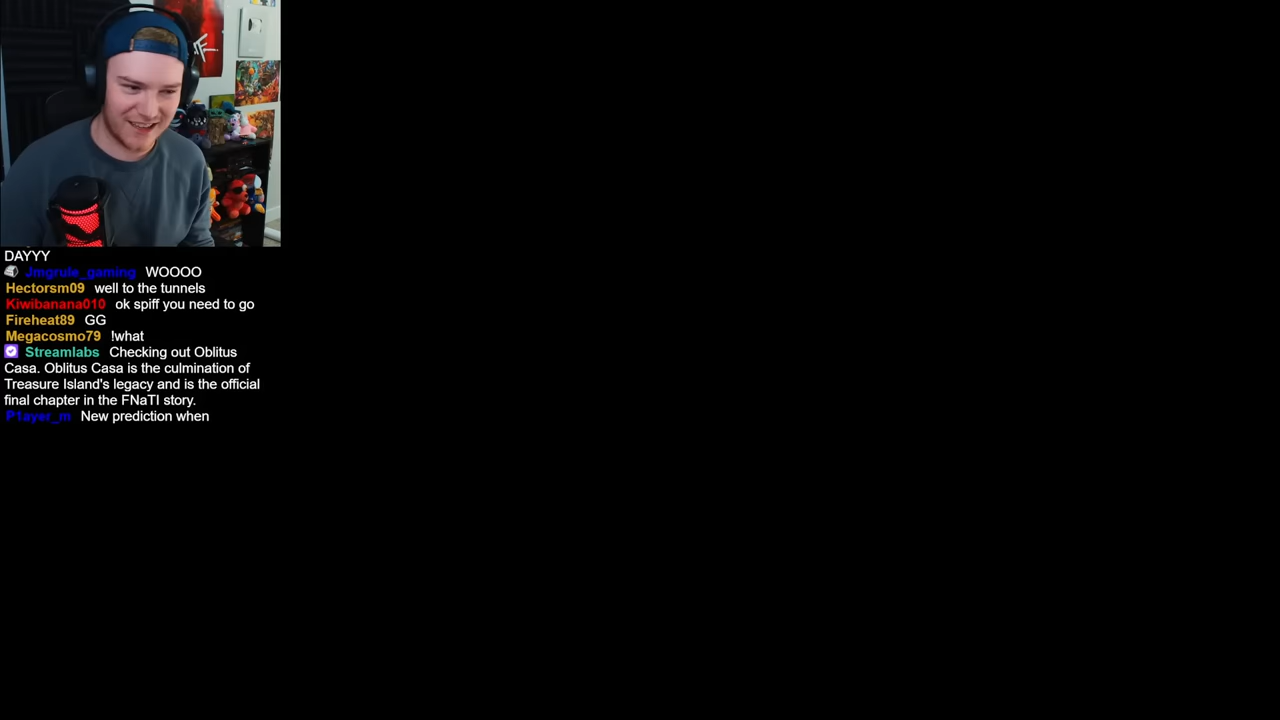 DAYYY
Jmgrule_gaming WOOOO
Hectorsm09 well to the tunnels
Kiwibanana010 ok spiff you need to go
Fireheat89 GG
Megacosmo79 !what
Streamlabs Checking out Oblitus
Casa. Oblitus Casa is the culmination of
Treasure Island's legacy and is the official
final chapter in the FNaTI story.
P1ayer_m New prediction when